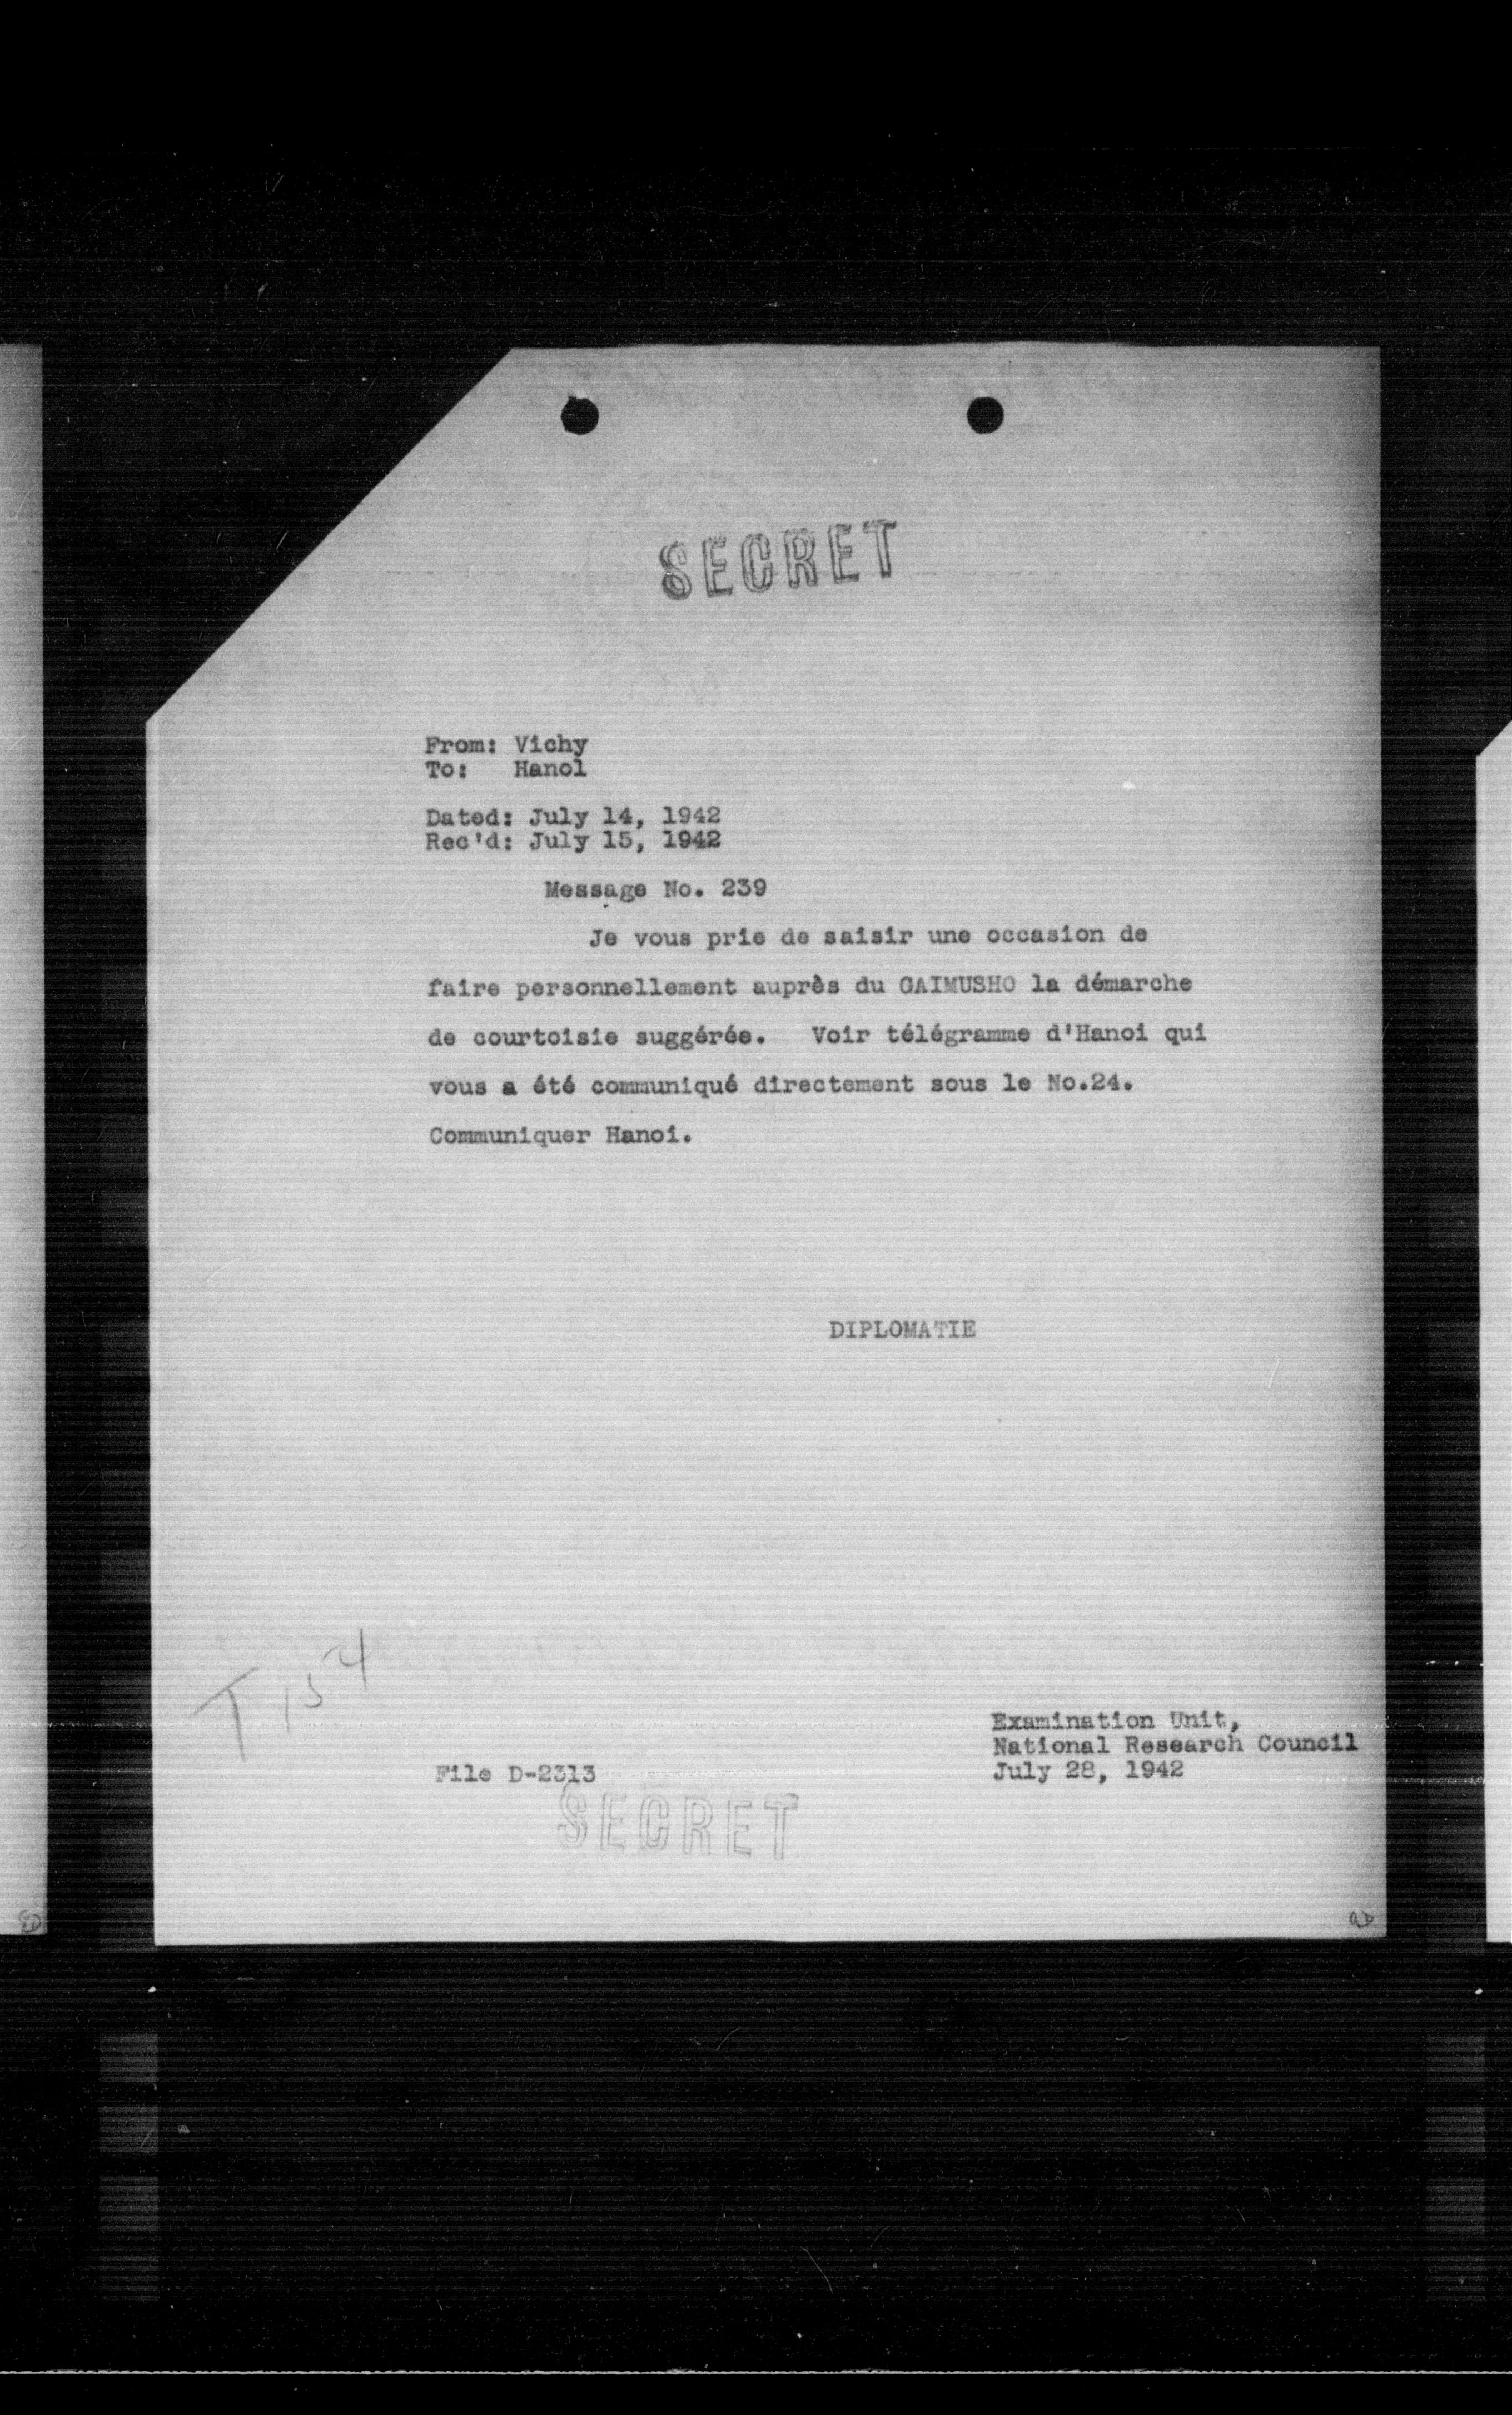 SECRET
From: Vichy
To: Hanoi
Dated: July 14, 1942
Rec'd: July 15, 1942
Message No. 239
Je vous prie de saisir une occasion de
faire personnellement auprès du GAIMUSHO la démarche
de courtoisie suggérée. Voir télégramme d'Hanoi qui
vous a été communiqué directement sous le No.24.
Communiquer Hanoi.
DIPLOMATIE
T 154
Examination Unit,
National Research Council
July 28, 1942
File D-2313
SECRET